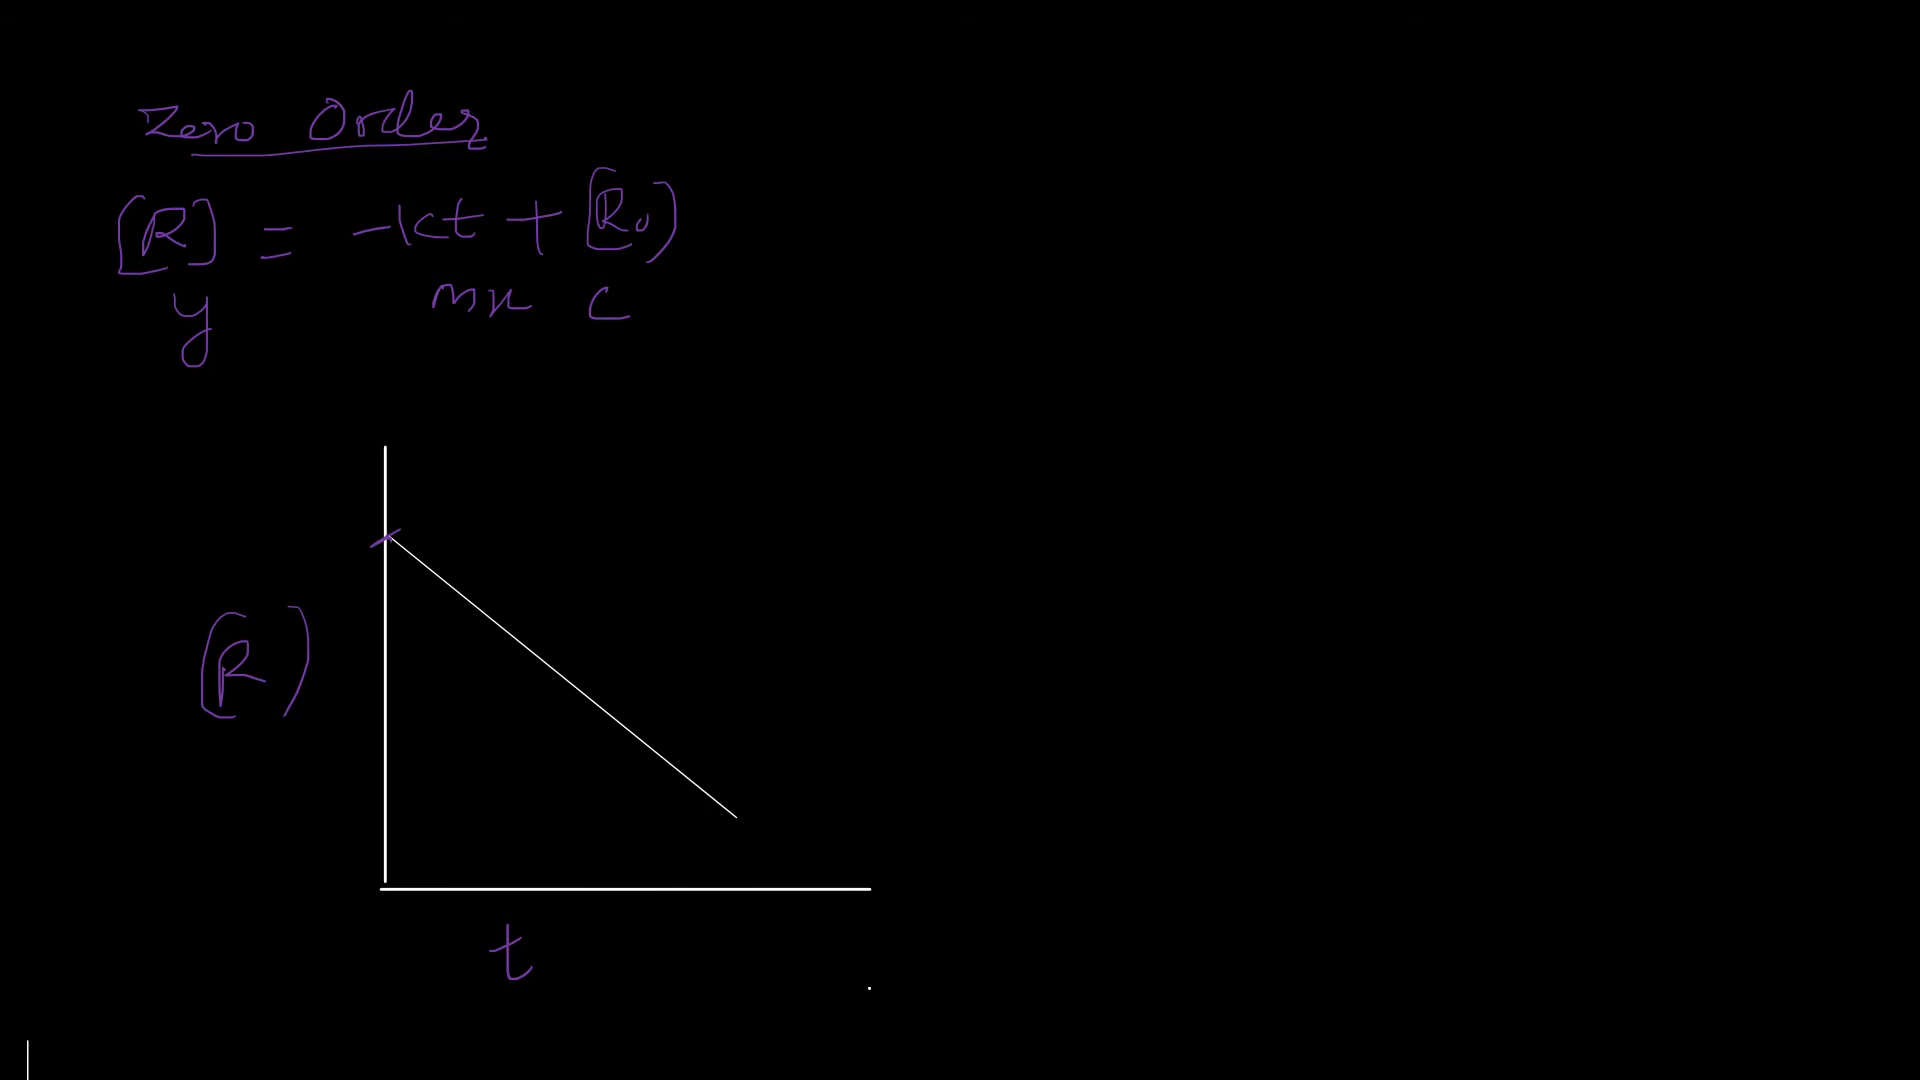 Zero Order
[R] = -kt + [R0)
y mx c
[R)
t